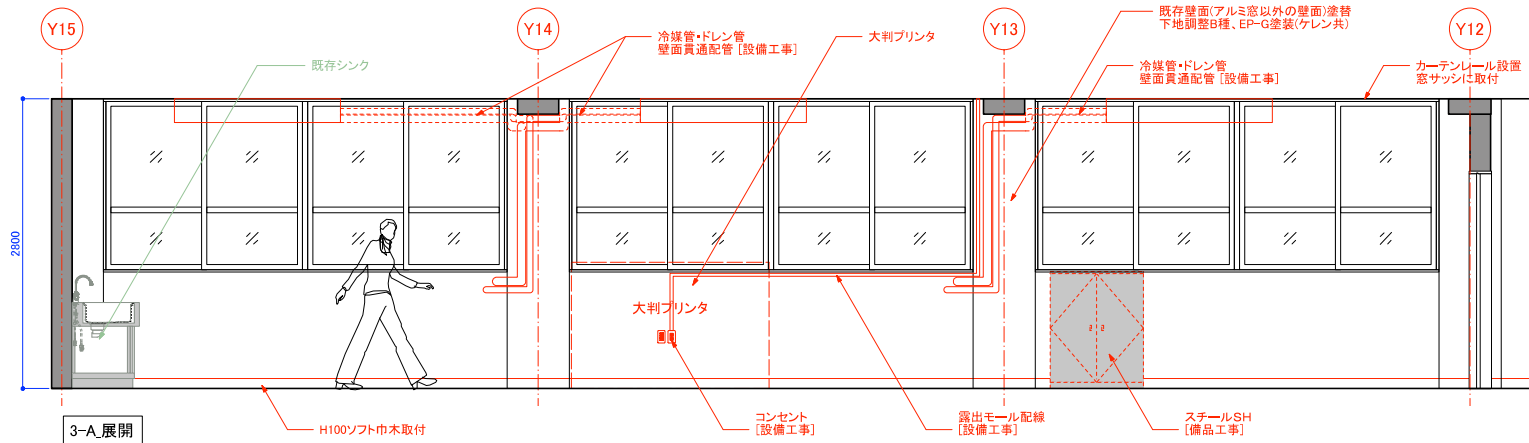 Y15
Y14
Y13
Y12
既存シンク
冷媒管・ドレン管
壁面貫通配管 [設備工事]
大判プリンタ
既存壁面(アルミ窓以外の壁面)塗替
下地調整B種、EP-G塗装(ケレン共)
冷媒管・ドレン管
壁面貫通配管 [設備工事]
カーテンレール設置
窓サッシに取付
2800
大判プリンタ
3-A_展開
H100ソフト巾木取付
コンセント
[設備工事]
露出モール配線
[設備工事]
スチールSH
[備品工事]